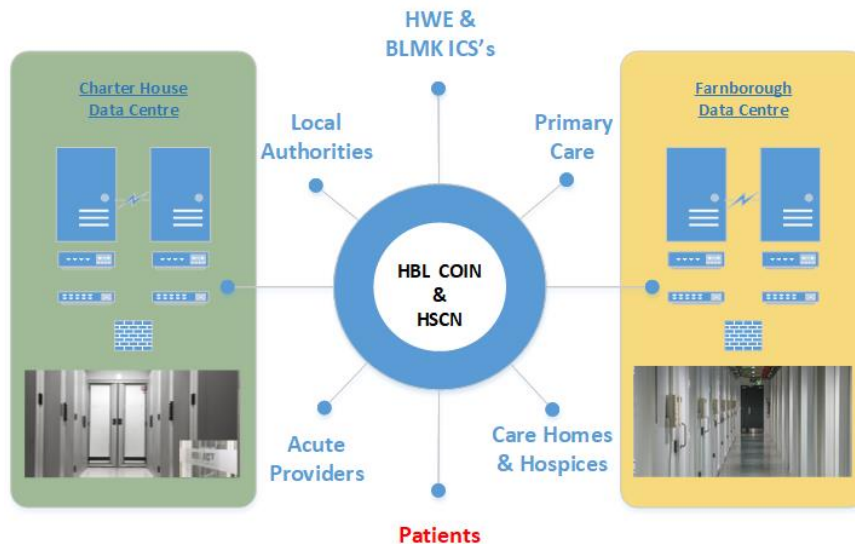 HWE &
BLMK ICS's
Charter House
Data Centre
Farnborough
Data Centre
Local
Authorities
Primary
Care
HBL COIN
&
HSCN
Acute
Providers
Care Homes
& Hospices
Patients